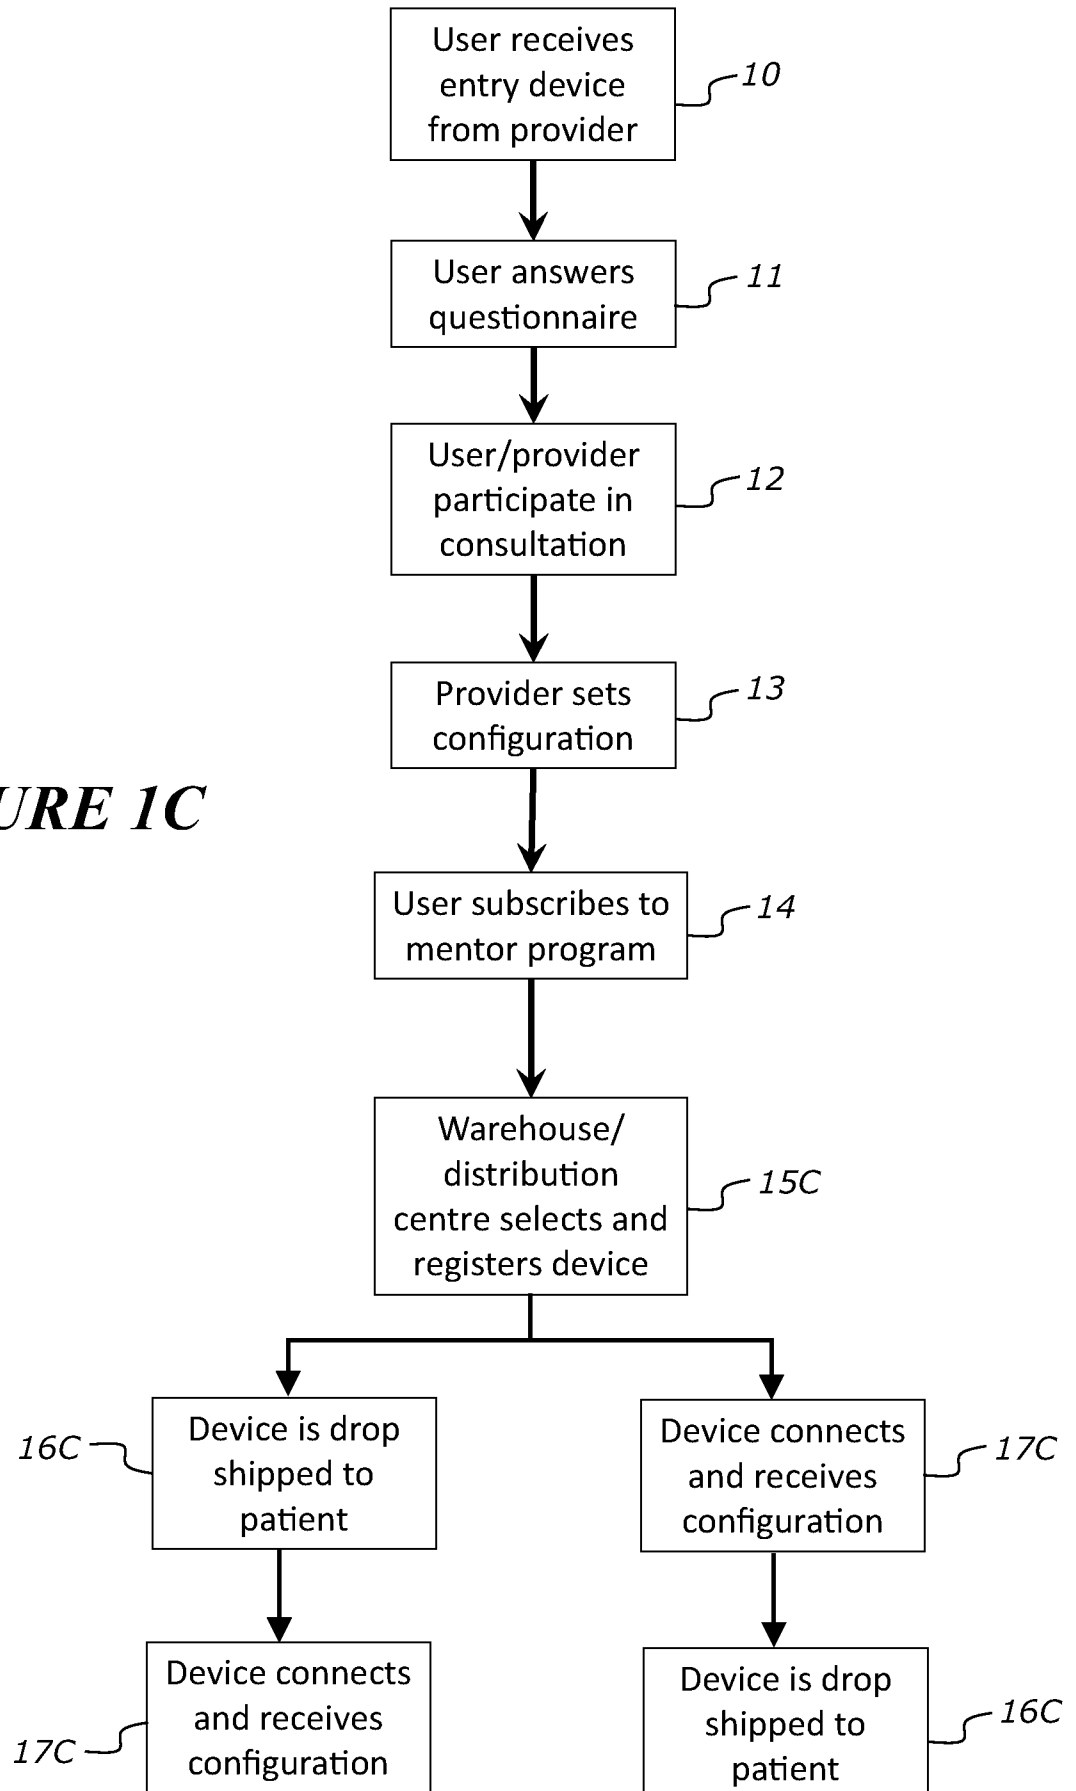 User receives
entry device
from provider
10
User answers
questionnaire
11
User/provider
participate in
consultation
12
Provider sets
configuration
13
URE 1C
User subscribes to
mentor program
14
Warehouse/
distribution
centre selects and
registers device
15C
16C
Device is drop
shipped to
patient
Device connects
and receives
configuration
17C
17C
Device connects
and receives
configuration
Device is drop
shipped to
patient
16C